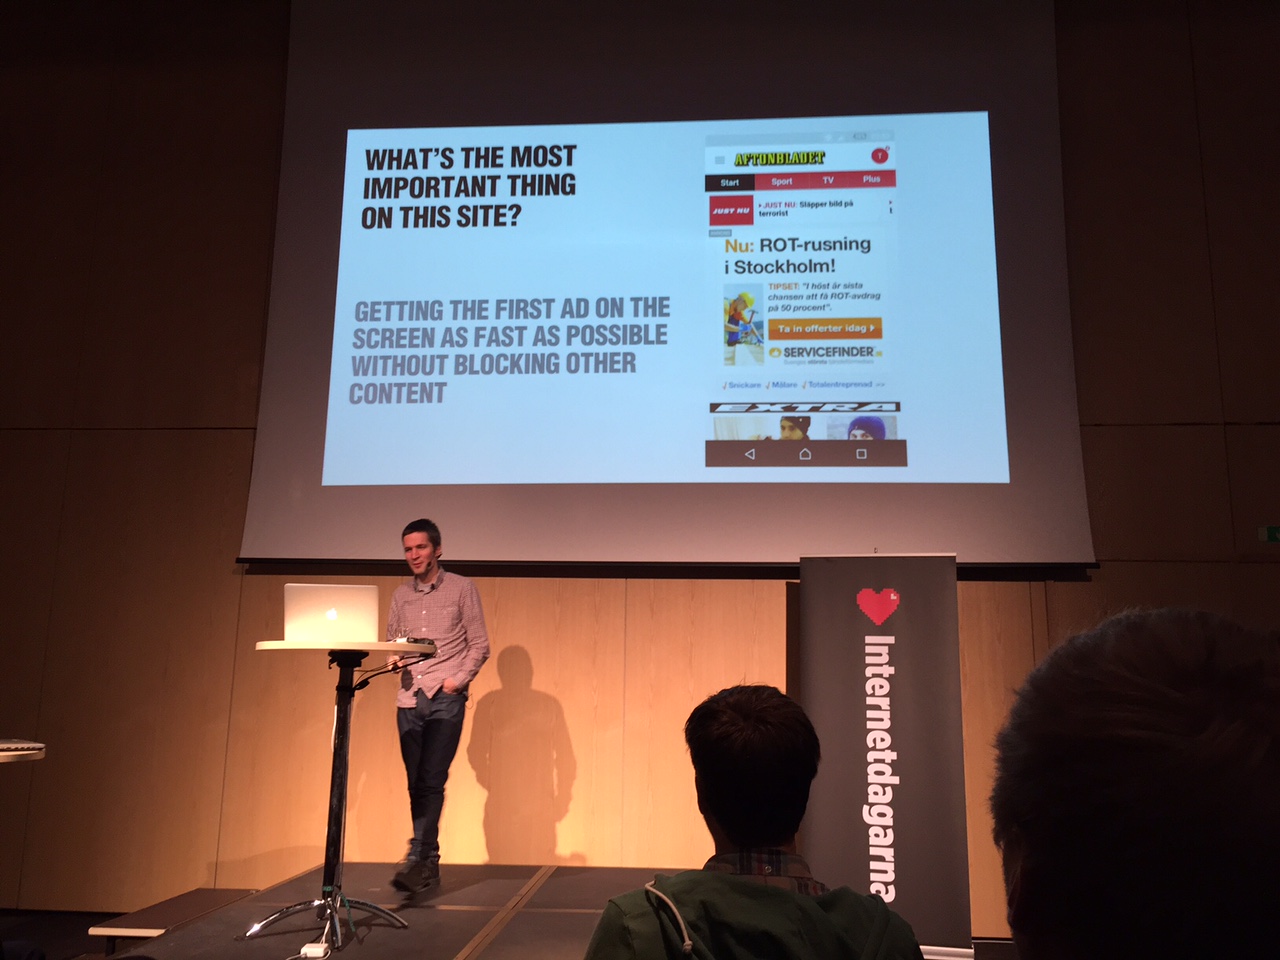 WHAT'S THE MOST
IMPORTANT THING
ON THIS SITE?
GETTING THE FIRST AD ON THE
SCREEN AS FAST AS POSSIBLE
WITHOUT BLOCKING OTHER
CONTENT
AFTONBLADET
Start Sport TV Plus
JUST NU JUST NU: Släpper bild på
terrorist
Nu: ROT-rusning
i Stockholm!
TIPSET: "I höst är sista
chansen att få ROT-avdrag
på 50 procent".
Ta in offerter idag
SERVICEFINDER
Snickare Målare Totalentreprenad >>
EXTRA
Internetdagarna